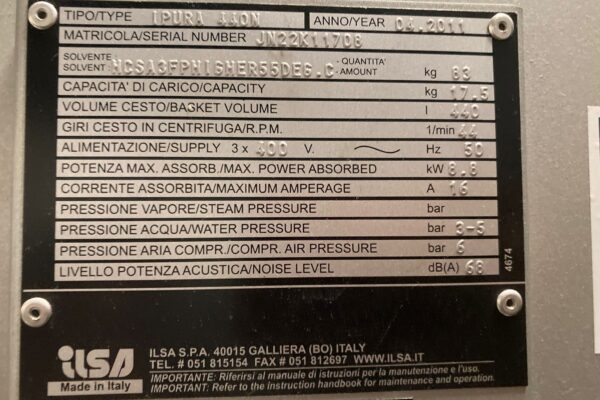 TIPO/TYPE IPURA 440N ANNO/YEAR 04.2011
MATRICOLA/SERIAL NUMBER JN22K11708
SOLVENTE SOLVENT HCSA3FPHIGHER55DEG.C - QUANTITA' - AMOUNT kg 83
CAPACITA' DI CARICO/CAPACITY kg 17.5
VOLUME CESTO/BASKET VOLUME l 440
GIRI CESTO IN CENTRIFUGA/R.P.M. 1/min 44
ALIMENTAZIONE/SUPPLY 3 x 400 V. Hz 50
POTENZA MAX. ASSORB./MAX. POWER ABSORBED kW 8.8
CORRENTE ASSORBITA/MAXIMUM AMPERAGE A 16
PRESSIONE VAPORE/STEAM PRESSURE bar
PRESSIONE ACQUA/WATER PRESSURE bar 3-5
PRESSIONE ARIA COMPR./COMPR. AIR PRESSURE bar 6
LIVELLO POTENZA ACUSTICA/NOISE LEVEL dB(A) 68
4674
ilsa
Made in Italy
ILSA S.P.A. 40015 GALLIERA (BO) ITALY
TEL. # 051 815154 FAX # 051 812697 WWW.ILSA.IT
IMPORTANTE: Riferirsi al manuale di istruzioni per la manutenzione e l'uso.
IMPORTANT: Refer to the instruction handbook for maintenance and operation.